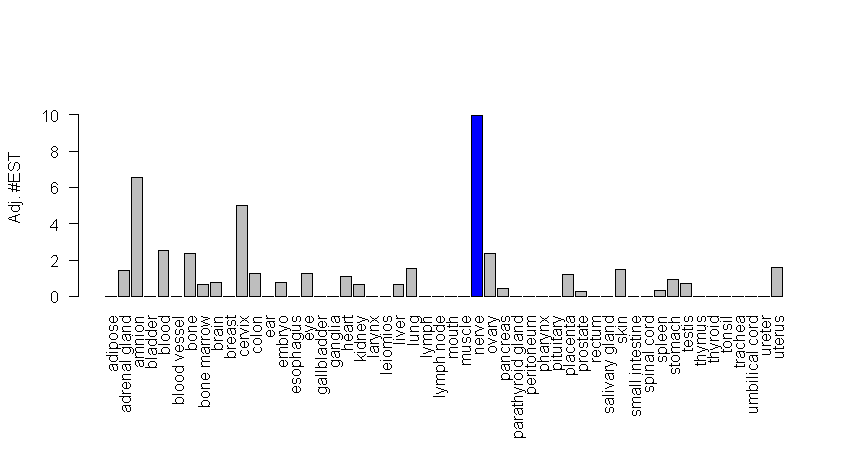 Adj. #EST
10
8
6
4
2
0
adipose
adrenal gland
amnion
bladder
blood
blood vessel
bone
bone marrow
brain
breast
cervix
colon
ear
embryo
esophagus
eye
gallbladder
ganglia
heart
kidney
larynx
leiomios
liver
lung
lymph
lymph node
mouth
muscle
nerve
ovary
pancreas
parathyroid gland
peritoneum
pharynx
pituitary
placenta
prostate
rectum
salivary gland
skin
small intestine
spinal cord
spleen
stomach
testis
thymus
thyroid
tonsil
trachea
umbilical cord
ureter
uterus